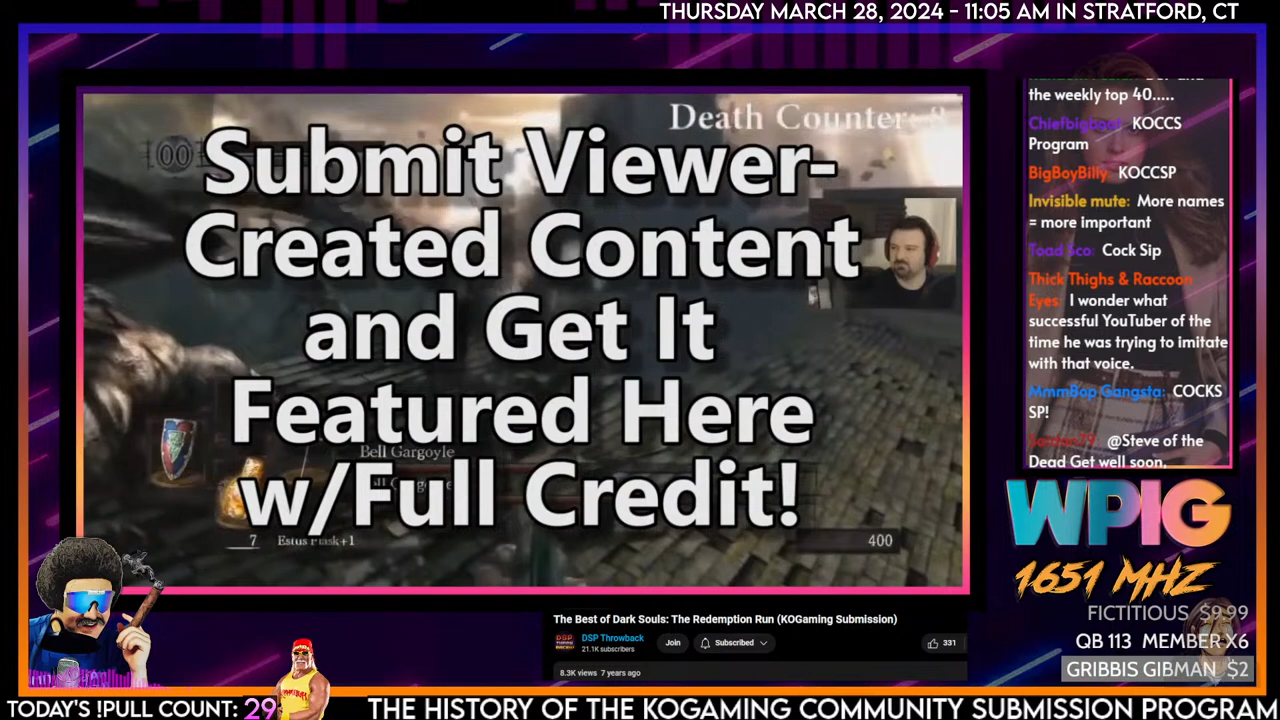 THURSDAY MARCH 28, 2024 - 11:05 AM IN STRATFORD, CT
Death Counter: 8
Submit Viewer-
Created Content
and Get It
Featured Here
w/Full Credit!
Bell Gargoyle
7
400
the weekly top 40.....
Chiefbigboat: KOCCS
Program
BigBoyBilly: KOCCSP
Invisible mute: More names
= more important
Toad Sco: Cock Sip
Thick Thighs & Raccoon
Eyes: I wonder what
successful YouTuber of the
time he was trying to imitate
with that voice.
MmmBop Gangsta: COCKS
SP!
@Steve of the
Dead Get well soon,
WPIG
1651 MHZ
FICTITIOUS $9.99
QB 113 MEMBER X6
GRIBBIS GIBMAN $2
The Best of Dark Souls: The Redemption Run (KOGaming Submission)
DSP Throwback
21.1K subscribers
Join
Subscribed
331
8.3K views 7 years ago
TODAY'S !PULL COUNT: 29
THE HISTORY OF THE KOGAMING COMMUNITY SUBMISSION PROGRAM